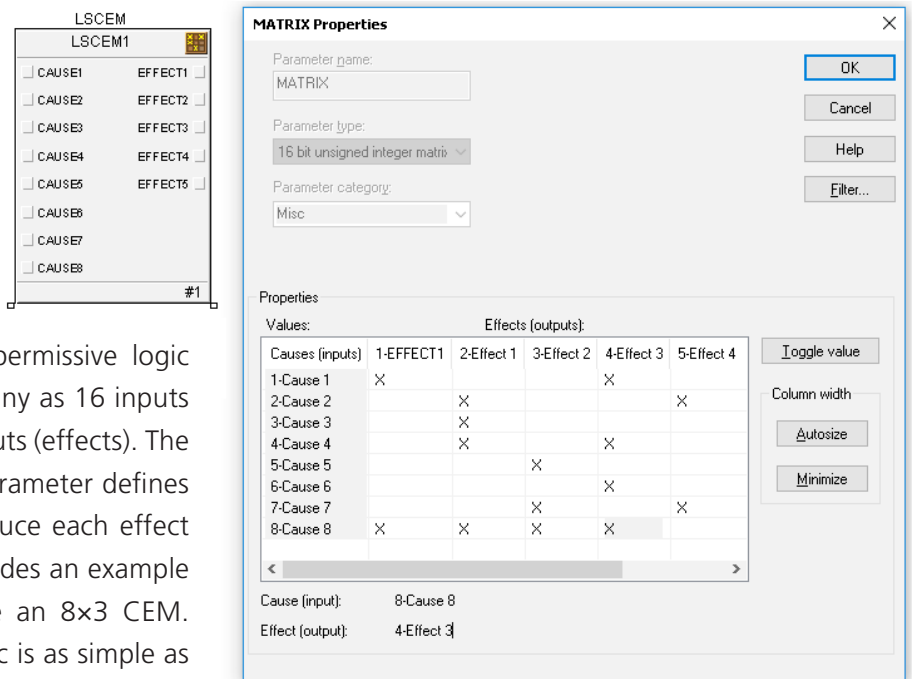 LSCEM
LSCEM1
CAUSE1 EFFECT1
CAUSE2 EFFECT2
CAUSE3 EFFECT3
CAUSE4 EFFECT4
CAUSE5 EFFECT5
CAUSE6
CAUSE7
CAUSE8
#1
permissive logic
ny as 16 inputs
uts (effects). The
rameter defines
uce each effect
des an example
e an 8×3 CEM.
c is as simple as
MATRIX Properties
Parameter name:
MATRIX
Parameter type:
16 bit unsigned integer matrix
Parameter category:
Misc
OK
Cancel
Help
Filter...
Properties
Values: Effects (outputs):
Causes (inputs) 1-EFFECT1 2-Effect 1 3-Effect 2 4-Effect 3 5-Effect 4
1-Cause 1 X X
2-Cause 2 X X
3-Cause 3 X
4-Cause 4 X X
5-Cause 5 X
6-Cause 6 X
7-Cause 7 X X
8-Cause 8 X X X X
Toggle value
Column width
Autosize
Minimize
Cause (input): 8-Cause 8
Effect (output): 4-Effect 3